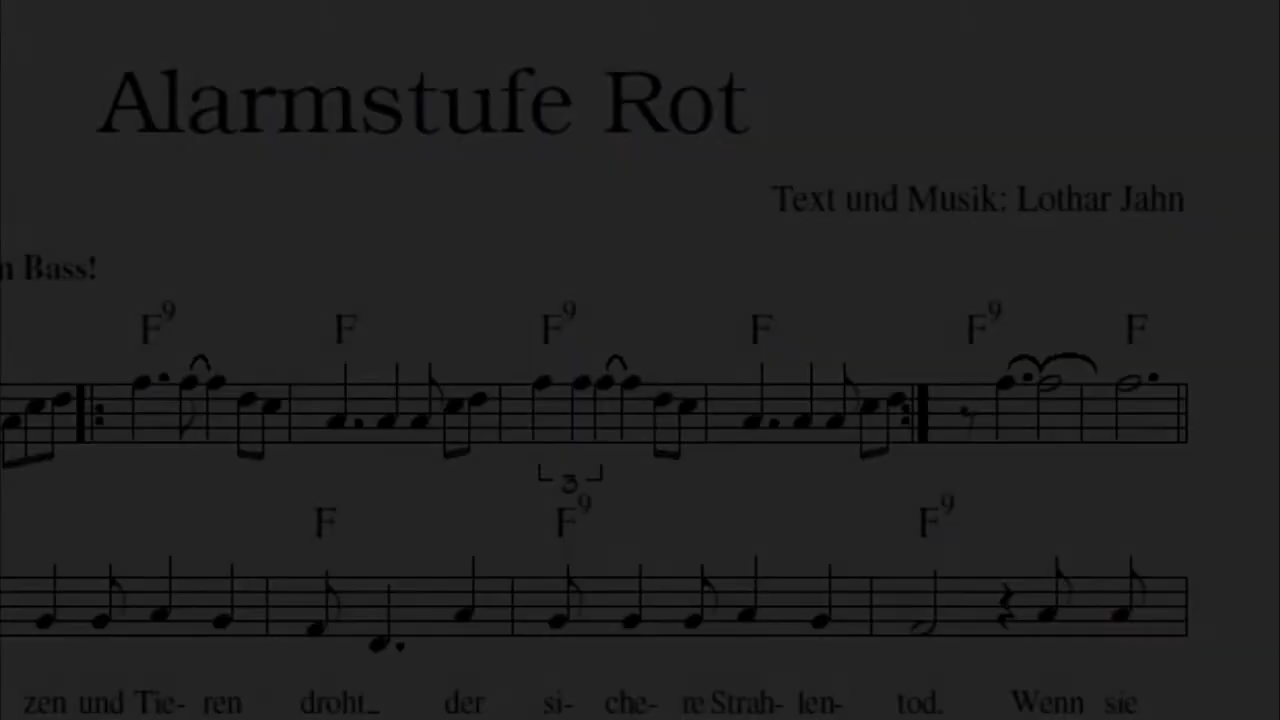 Alarmstufe Rot
Text und Musik: Lothar Jahn
Bass!
F9 F F9 F F9 F
3
F F9 F9
zen und Tie- ren droht_ der si- che- re Strah- len- tod. Wenn sie